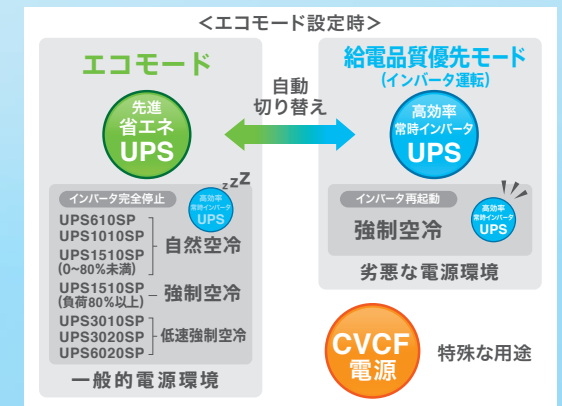 ＜エコモード設定時＞
エコモード
先進
省エネ
UPS
自動
切り替え
給電品質優先モード
(インバータ運転)
高効率
常時インバータ
UPS
インバータ完全停止
zzZ
高効率
常時インバータ
UPS
UPS610SP
UPS1010SP
UPS1510SP
(0~80%未満)
自然空冷
UPS1510SP
(負荷80%以上)
強制空冷
UPS3010SP
UPS3020SP
UPS6020SP
低速強制空冷
一般的電源環境
インバータ再起動
高効率
常時インバータ
UPS
強制空冷
劣悪な電源環境
CVCF
電源
特殊な用途